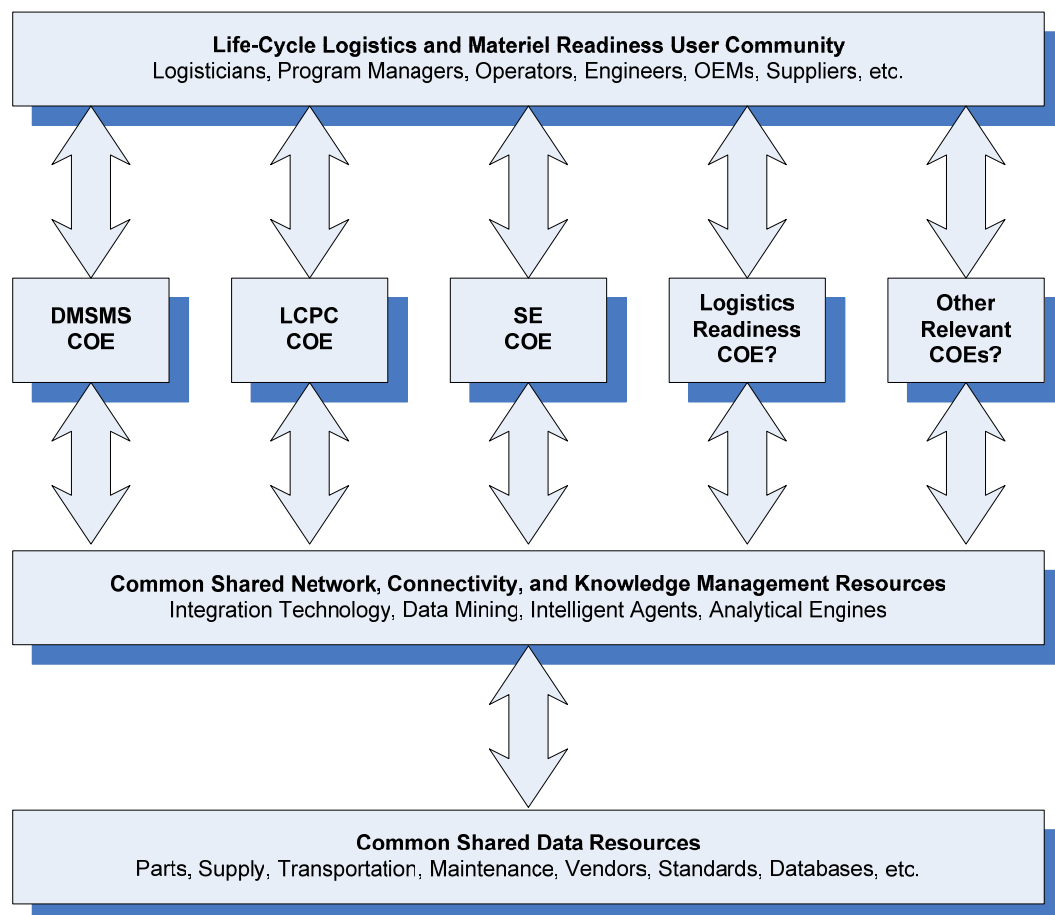 Life-Cycle Logistics and Materiel Readiness User Community
Logisticians, Program Managers, Operators, Engineers, OEMs, Suppliers, etc.
DMSMS
COE
LCPC
COE
SE
COE
Logistics
Readiness
COE?
Other
Relevant
COEs?
Common Shared Network, Connectivity, and Knowledge Management Resources
Integration Technology, Data Mining, Intelligent Agents, Analytical Engines
Common Shared Data Resources
Parts, Supply, Transportation, Maintenance, Vendors, Standards, Databases, etc.